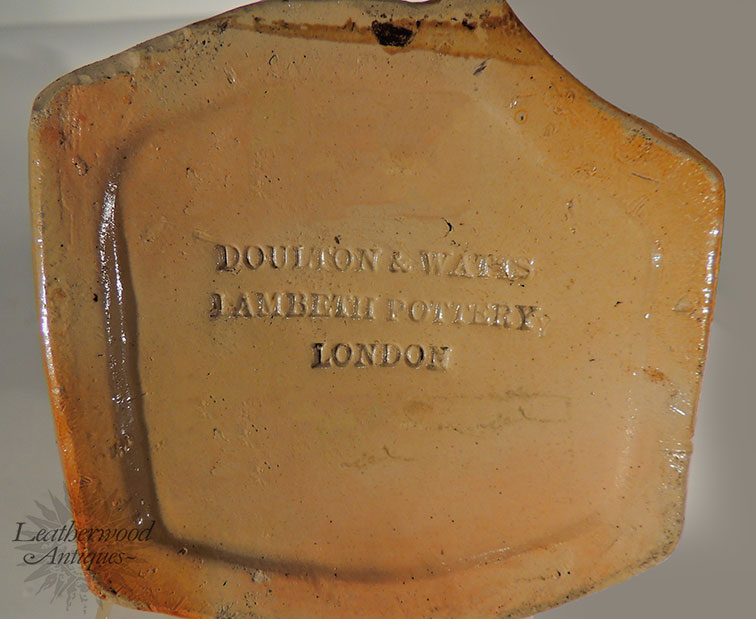 DOULTON & WATTS
LAMBETH POTTERY,
LONDON
Leatherwood
Antiques~